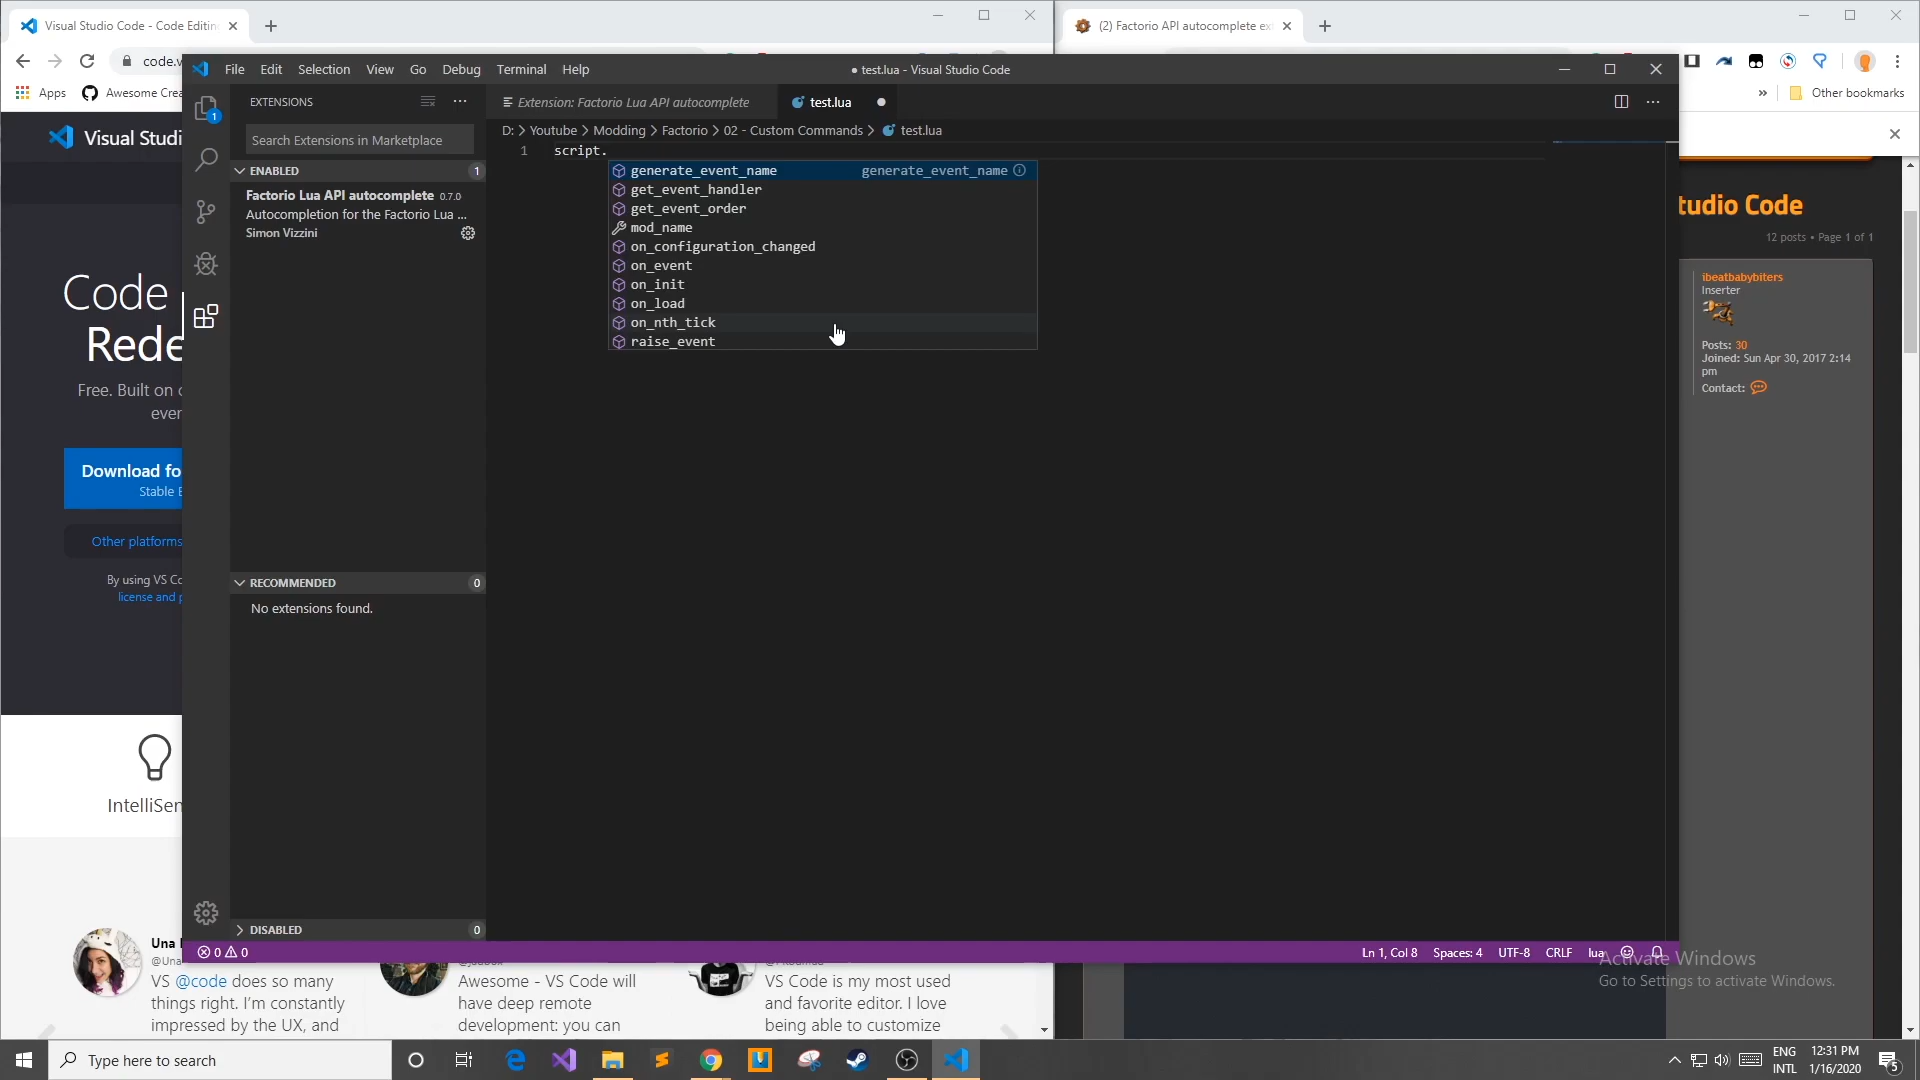 Visual Studio Code - Code Editin
(2) Factorio API autocomplete ex
code.v
Apps
Awesome Crea
Other bookmarks
File Edit Selection View Go Debug Terminal Help
● test.lua - Visual Studio Code
EXTENSIONS
Extension: Factorio Lua API autocomplete
test.lua
Search Extensions in Marketplace
D: > Youtube > Modding > Factorio > 02 - Custom Commands > test.lua
1 script.
ENABLED 1
Factorio Lua API autocomplete 0.7.0
Autocompletion for the Factorio Lua ...
Simon Vizzini
generate_event_name generate_event_name
get_event_handler
get_event_order
mod_name
on_configuration_changed
on_event
on_init
on_load
on_nth_tick
raise_event
RECOMMENDED 0
No extensions found.
DISABLED 0
0 0
Ln 1, Col 8 Spaces: 4 UTF-8 CRLF lua
Visual Studi
Code
Rede
Free. Built on
ever
Download fo
Stable
Other platforms
By using VS Co
license and p
IntelliSen
Una
@Una
VS @code does so many
things right. I'm constantly
impressed by the UX, and
Awesome - VS Code will
have deep remote
development: you can
VS Code is my most used
and favorite editor. I love
being able to customize
tudio Code
12 posts • Page 1 of 1
ibeatbabybiters
Inserter
Posts: 30
Joined: Sun Apr 30, 2017 2:14
pm
Contact:
Activate Windows
Go to Settings to activate Windows.
Type here to search
ENG
INTL
12:31 PM
1/16/2020
5